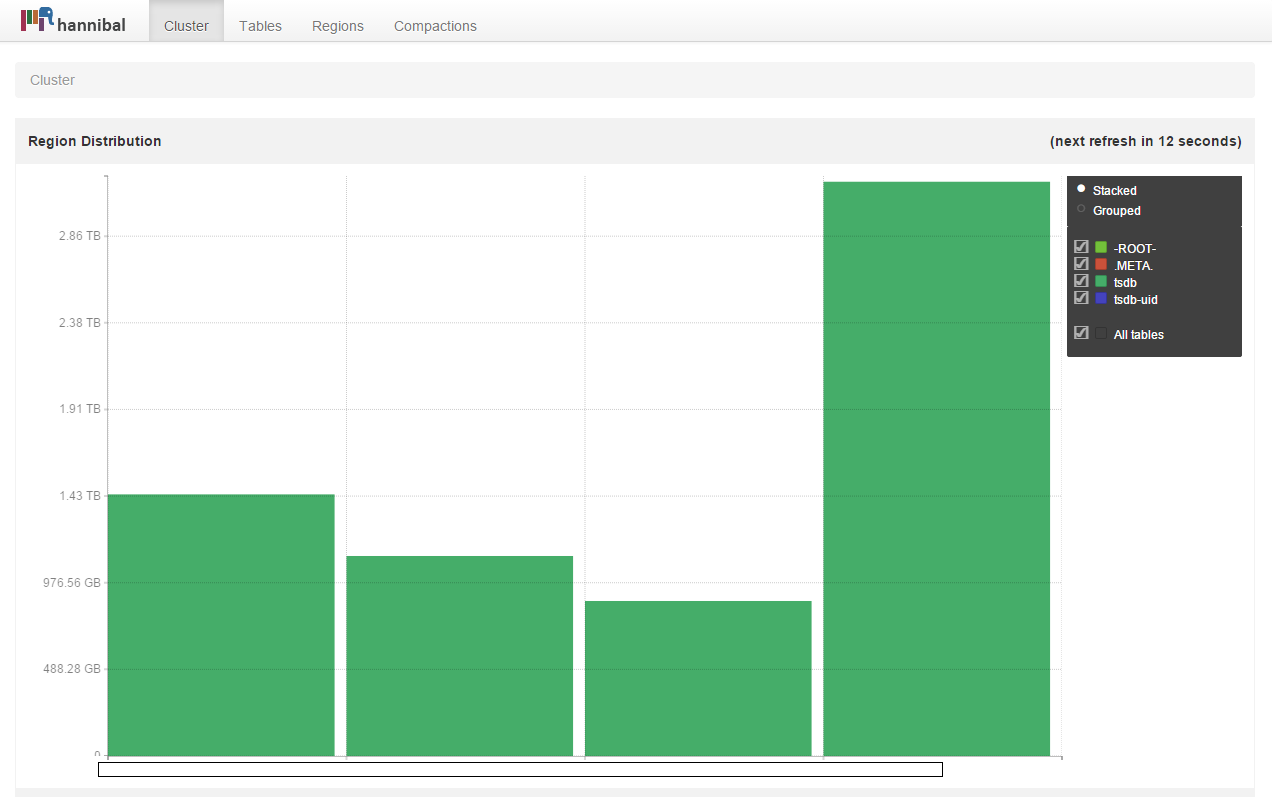 hannibal
Cluster
Tables
Regions
Compactions
Cluster
Region Distribution
(next refresh in 12 seconds)
2.86 TB
2.38 TB
1.91 TB
1.43 TB
976.56 GB
488.28 GB
0
Stacked
Grouped
-ROOT-
.META.
tsdb
tsdb-uid
All tables